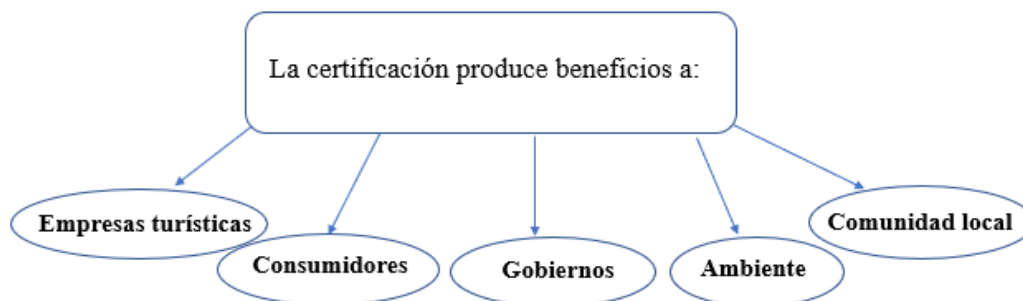 La certificación produce beneficios a:
Empresas turísticas
Consumidores
Gobiernos
Ambiente
Comunidad local